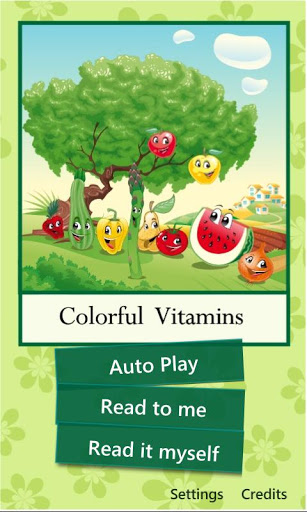 Colorful Vitamins
Auto Play
Read to me
Read it myself
Settings Credits